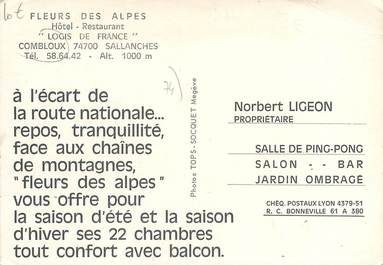 lot
FLEURS DES ALPES
Hôtel - Restaurant
"LOGIS DE FRANCE"
COMBLOUX 74700 SALLANCHES
Tél. 58.64.42 - Alt. 1000 m
74
à l'écart de
la route nationale...
repos, tranquillité,
face aux chaînes
de montagnes,
"fleurs des alpes"
vous offre pour
la saison d'été et la saison
d'hiver ses 22 chambres
tout confort avec balcon.
Photos TOPS-SOCQUET Megève
Norbert LIGEON
PROPRIÉTAIRE
SALLE DE PING-PONG
SALON - - BAR
JARDIN OMBRAGÉ
CHÈQ. POSTAUX LYON 4379-51
R. C. BONNEVILLE 61 A 380